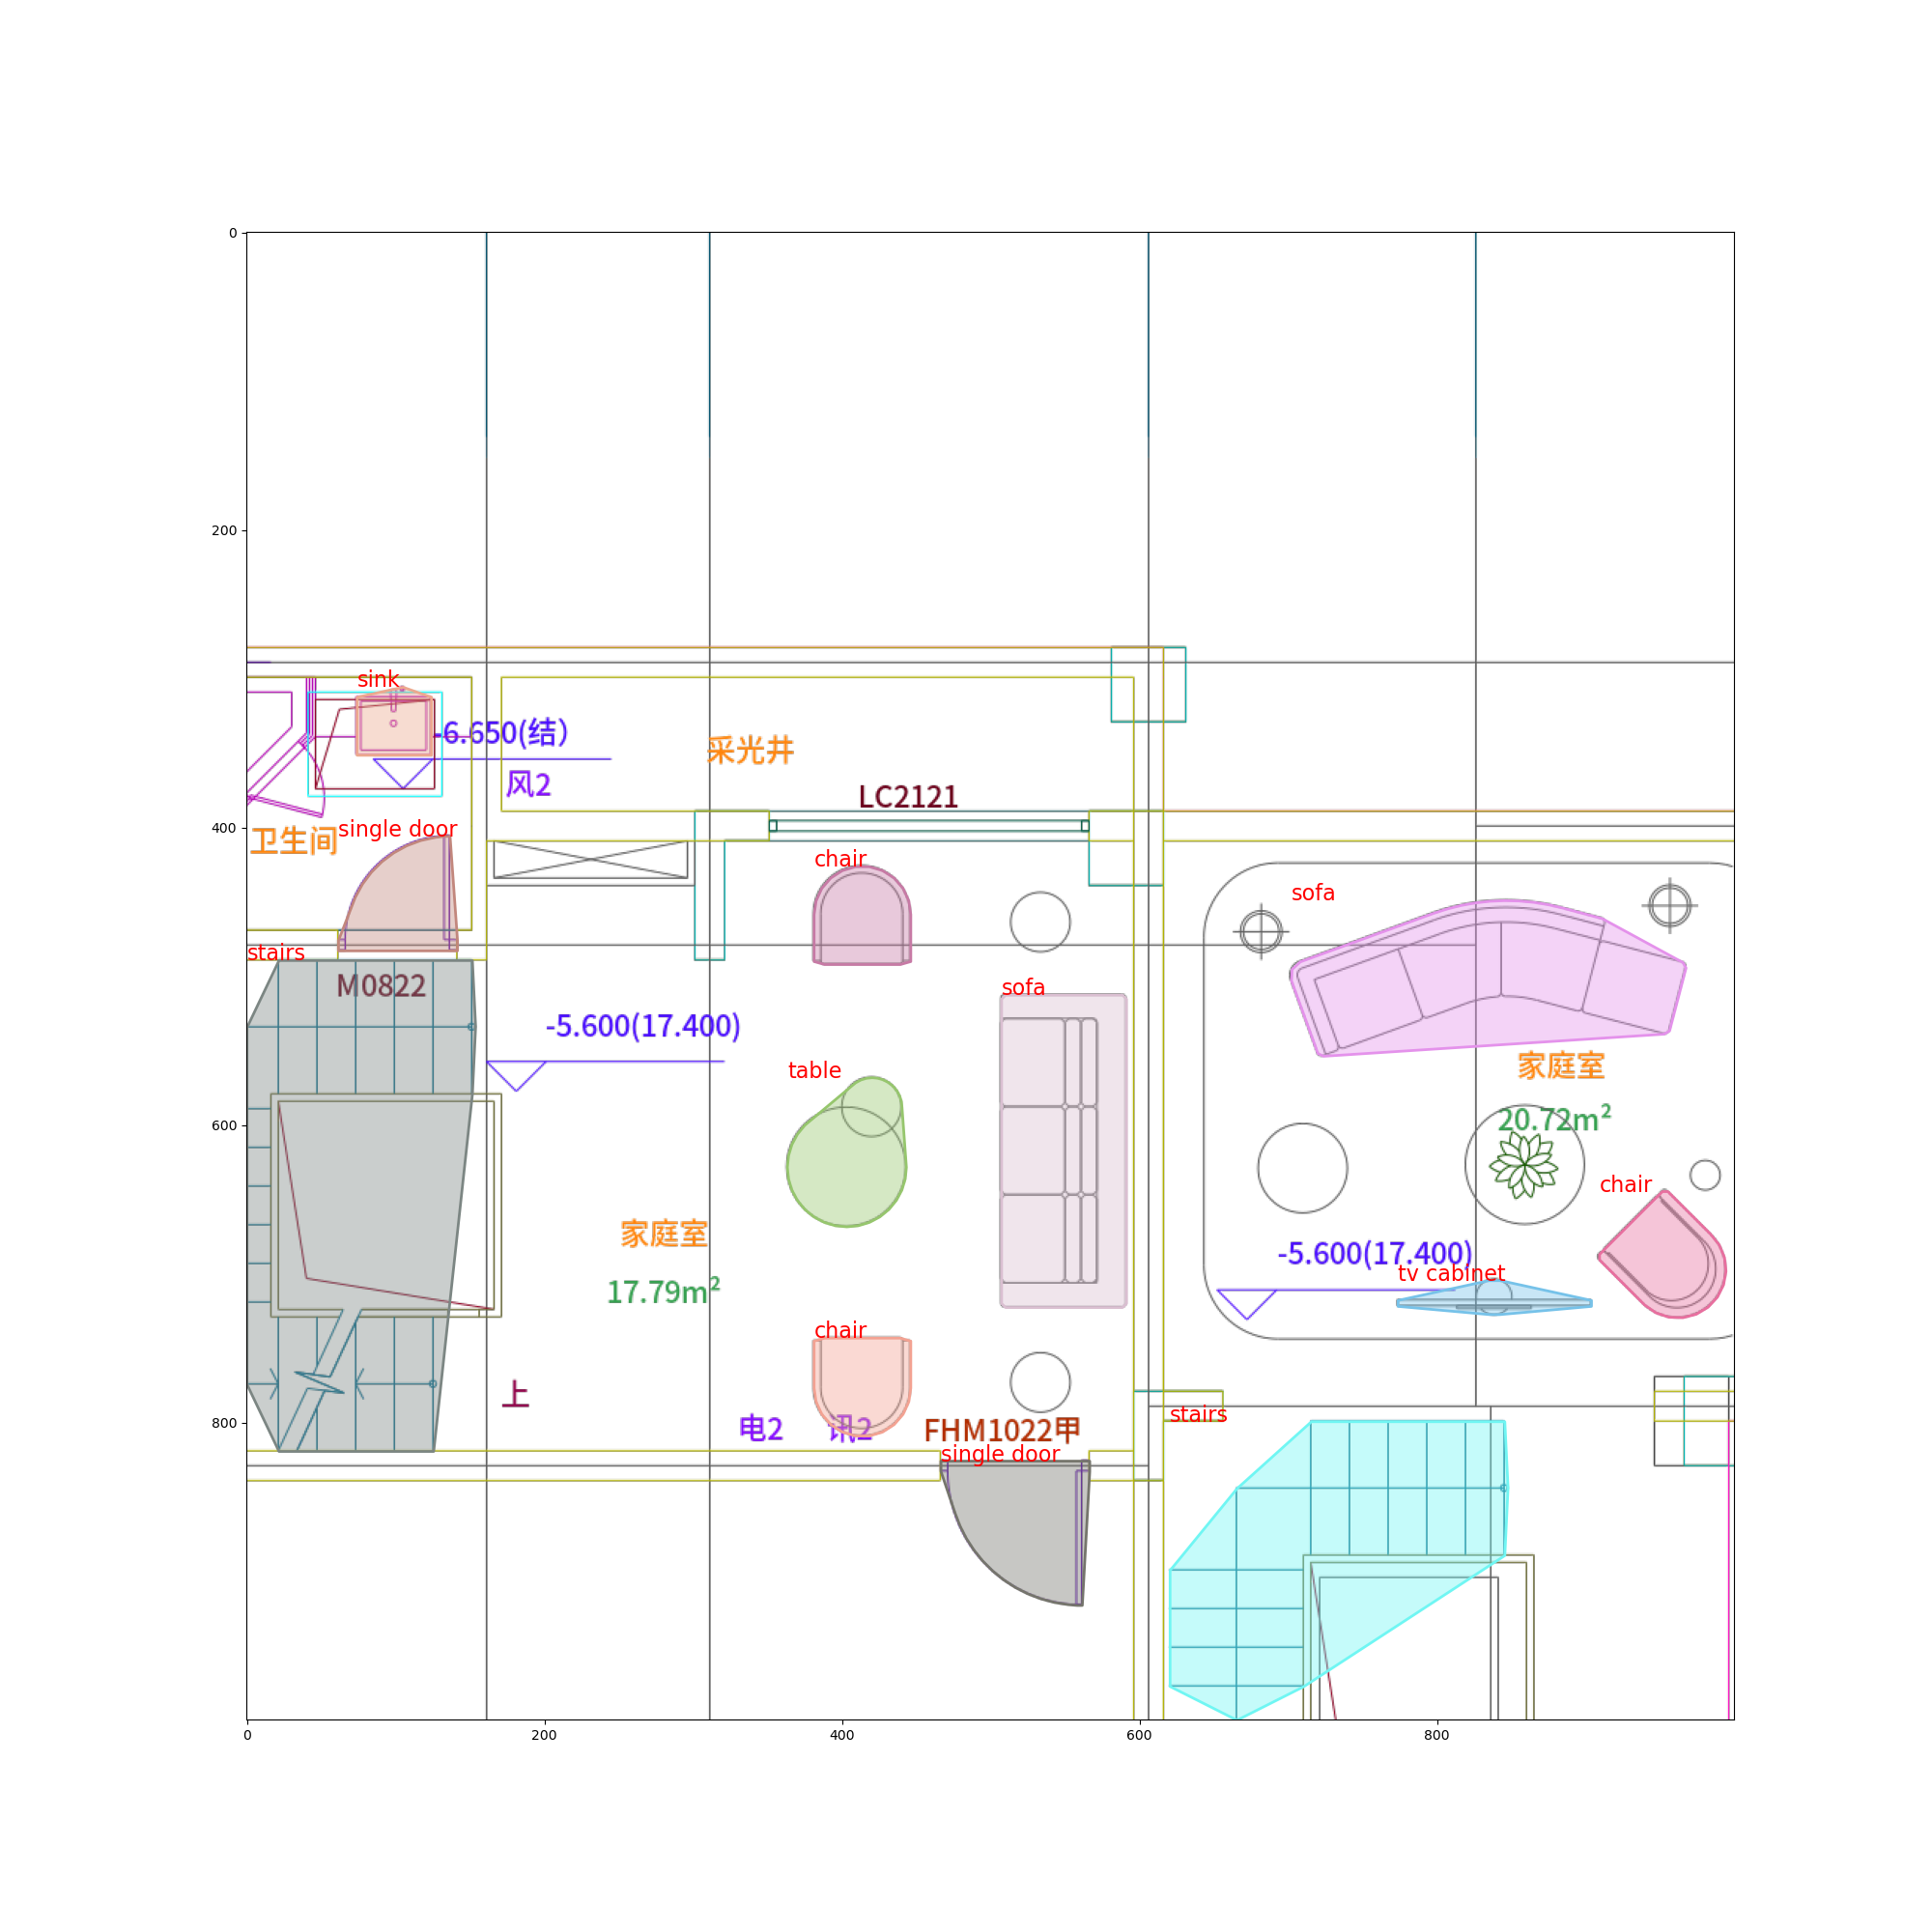 0
200
400
600
800
0
200
400
600
800
sink
-6.650(结）
采光井
风2
LC2121
single door
卫生间
chair
sofa
stairs
M0822
sofa
-5.600(17.400)
table
家庭室
20.72m²
chair
家庭室
-5.600(17.400)
tv cabinet
17.79m²
chair
上
stairs
电2
讯2
FHM1022甲
single door